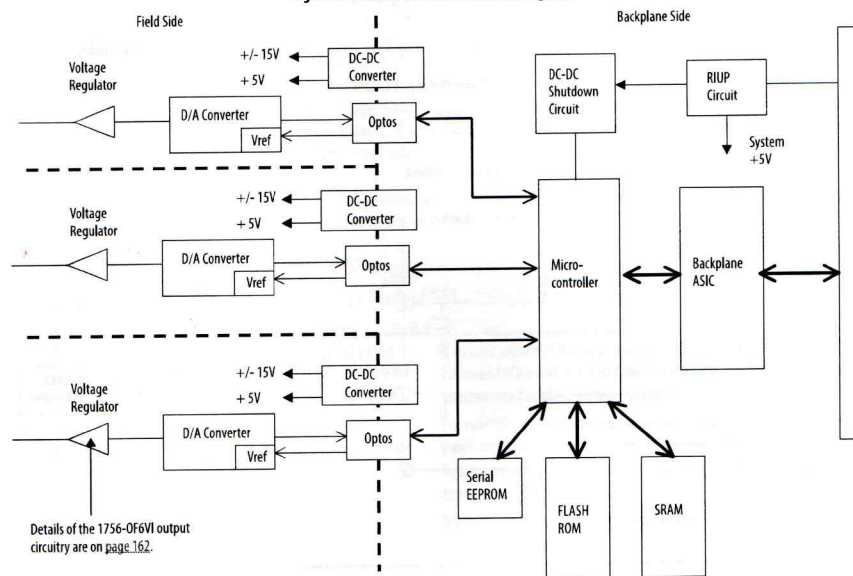 Field Side
Backplane Side
+/- 15V
+ 5V
DC-DC
Converter
Voltage
Regulator
D/A Converter
Vref
Optos
DC-DC
Shutdown
Circuit
RIUP
Circuit
System
+5V
+/- 15V
+ 5V
DC-DC
Converter
Voltage
Regulator
D/A Converter
Vref
Optos
Micro-
controller
Backplane
ASIC
+/- 15V
+ 5V
DC-DC
Converter
Voltage
Regulator
D/A Converter
Vref
Optos
Serial
EEPROM
FLASH
ROM
SRAM
Details of the 1756-OF6VI output
circuitry are on page 162.